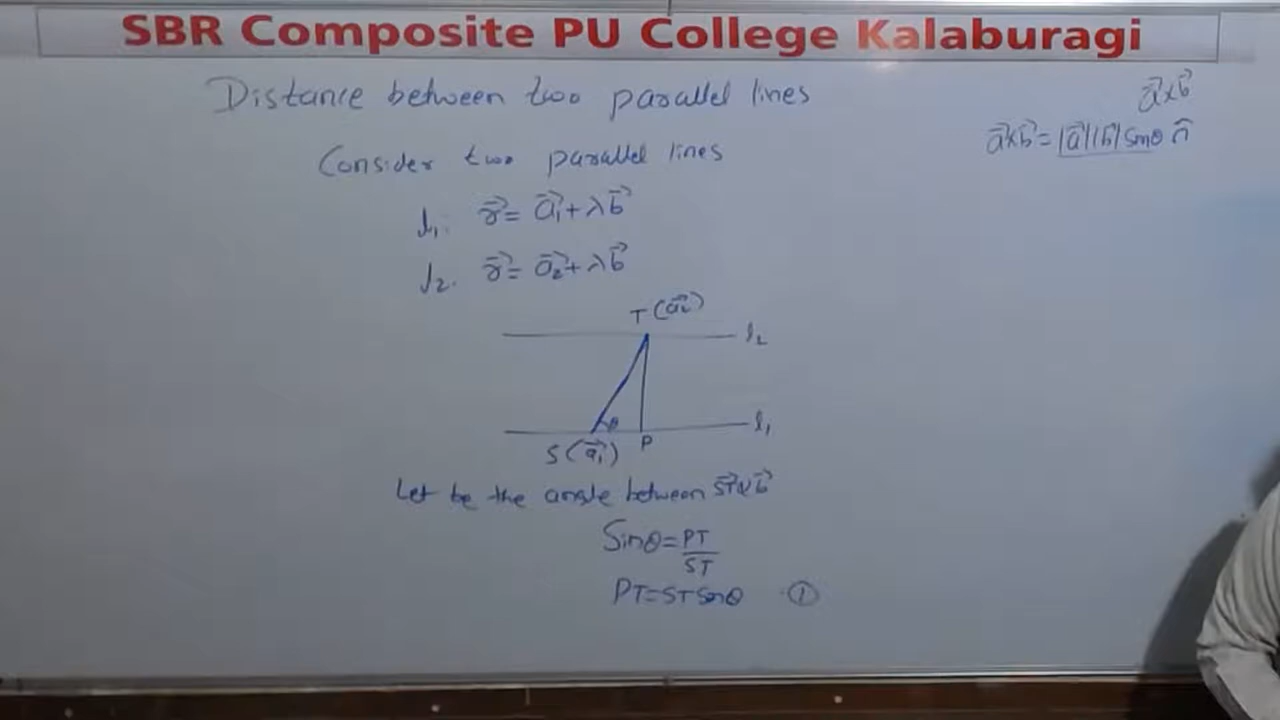 SBR Composite PU College Kalaburagi
Distance between two parallel lines
a⃗×b⃗
a⃗×b⃗ = |a⃗||b⃗| sinθ n̂
Consider two parallel lines
l₁. r⃗ = a⃗₁+λb⃗
l₂. r⃗ = a⃗₂+λb⃗
T (a⃗₂)
l₂
θ
l₁
S (a⃗₁) P
Let be the angle between S⃗T & b⃗
Sinθ = PT/ST
PT = ST sinθ ①